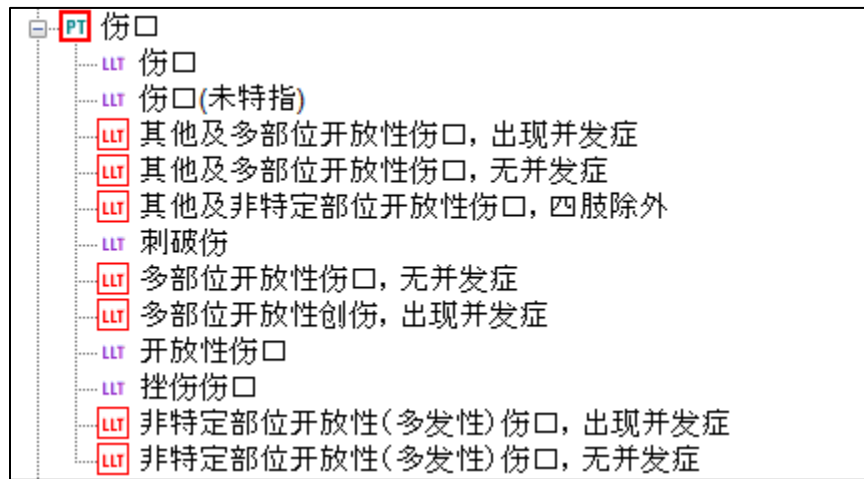 PT 伤口
LLT 伤口
LLT 伤口(未特指)
LLT 其他及多部位开放性伤口, 出现并发症
LLT 其他及多部位开放性伤口, 无并发症
LLT 其他及非特定部位开放性伤口, 四肢除外
LLT 刺破伤
LLT 多部位开放性伤口, 无并发症
LLT 多部位开放性创伤, 出现并发症
LLT 开放性伤口
LLT 挫伤伤口
LLT 非特定部位开放性(多发性)伤口, 出现并发症
LLT 非特定部位开放性(多发性)伤口, 无并发症